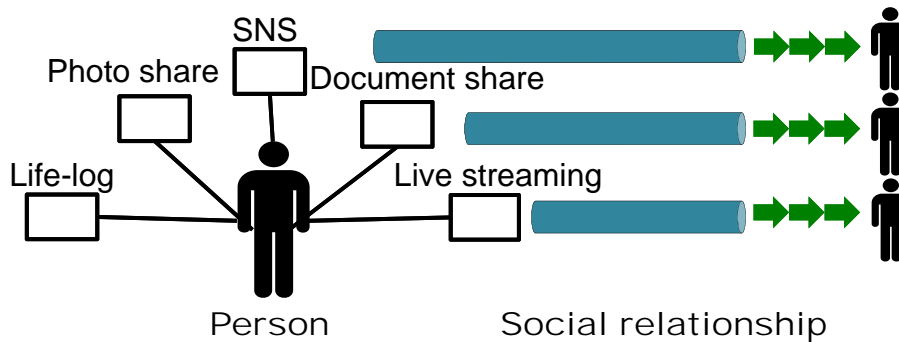 SNS
Photo share
Document share
Life-log
Live streaming
Person
Social relationship